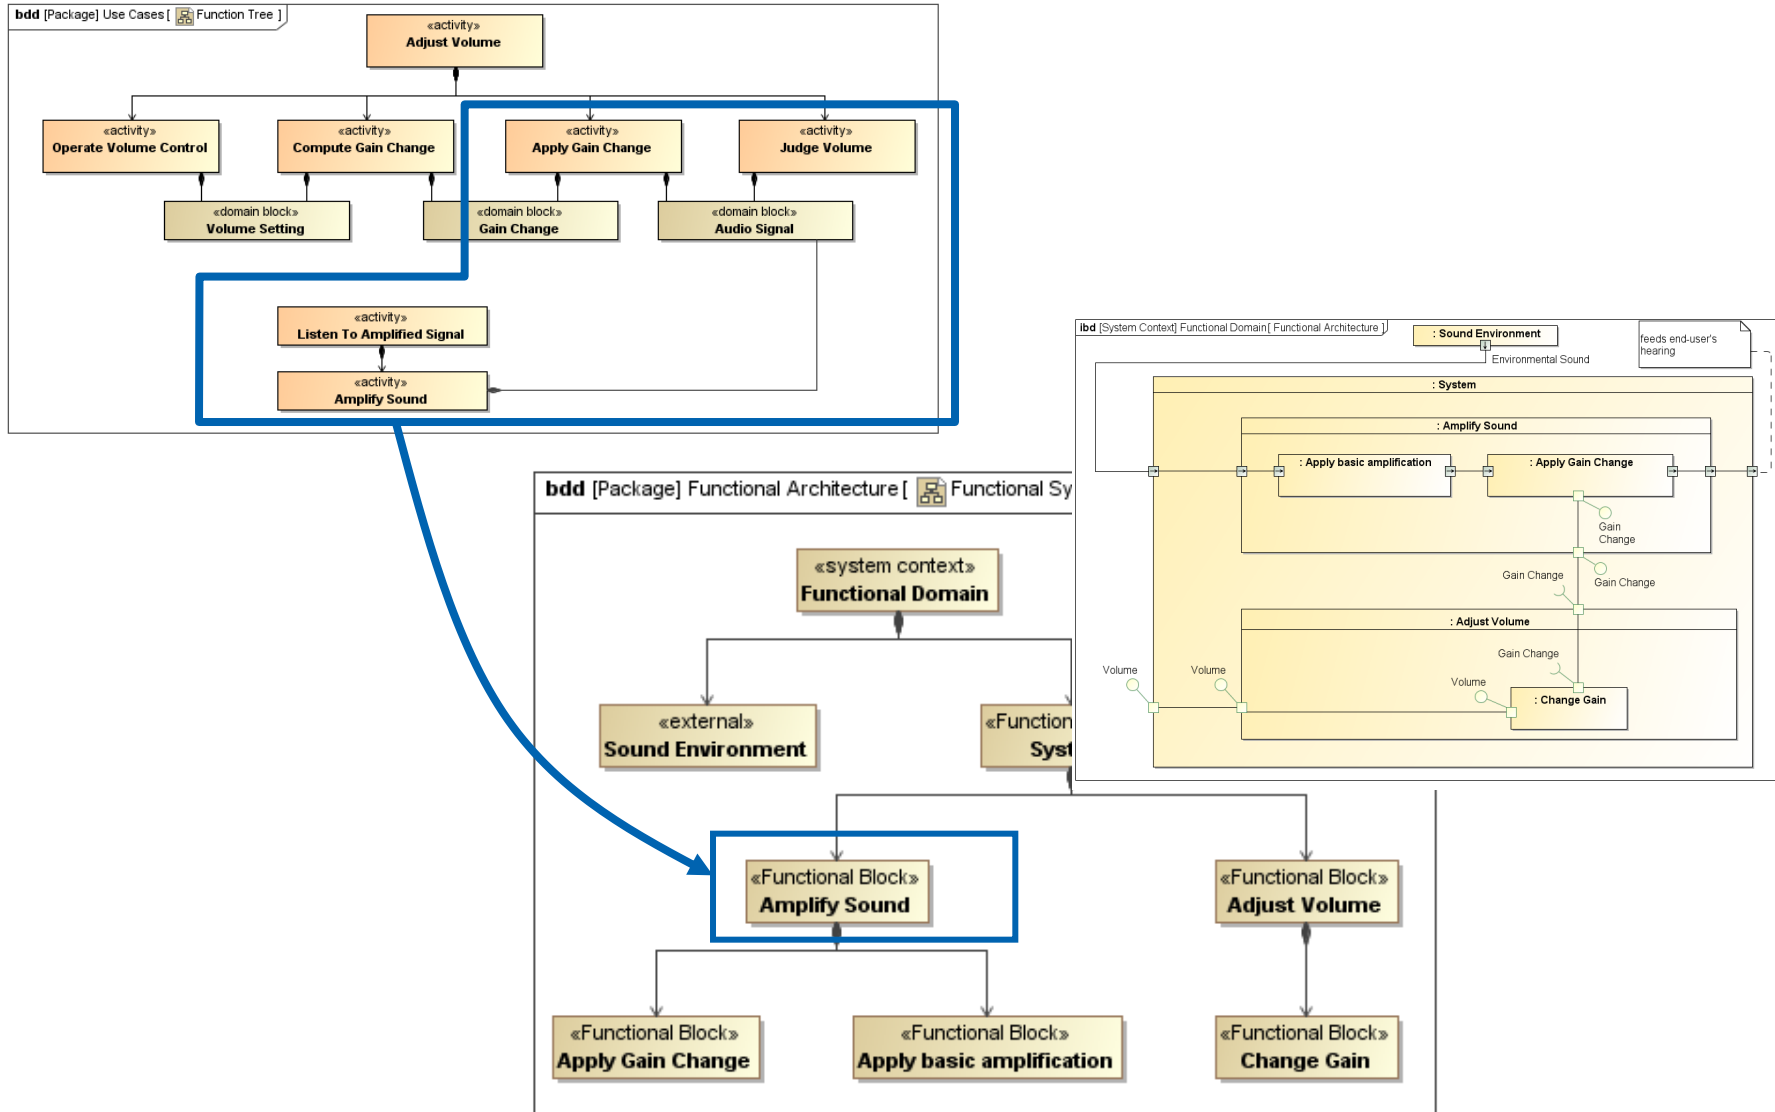 bdd [Package] Use Cases [ Function Tree ]
«activity»
Adjust Volume
«activity»
Operate Volume Control
«activity»
Compute Gain Change
«activity»
Apply Gain Change
«activity»
Judge Volume
«domain block»
Volume Setting
«domain block»
Gain Change
«domain block»
Audio Signal
«activity»
Listen To Amplified Signal
«activity»
Amplify Sound
ibd [System Context] Functional Domain[ Functional Architecture ]
: Sound Environment
Environmental Sound
feeds end-user's
hearing
: System
: Amplify Sound
: Apply basic amplification
: Apply Gain Change
Gain
Change
Gain Change
Gain Change
: Adjust Volume
Gain Change
Volume
Volume
Volume
: Change Gain
bdd [Package] Functional Architecture [ Functional Sy
«system context»
Functional Domain
«external»
Sound Environment
«Function
Syst
«Functional Block»
Amplify Sound
«Functional Block»
Adjust Volume
«Functional Block»
Apply Gain Change
«Functional Block»
Apply basic amplification
«Functional Block»
Change Gain